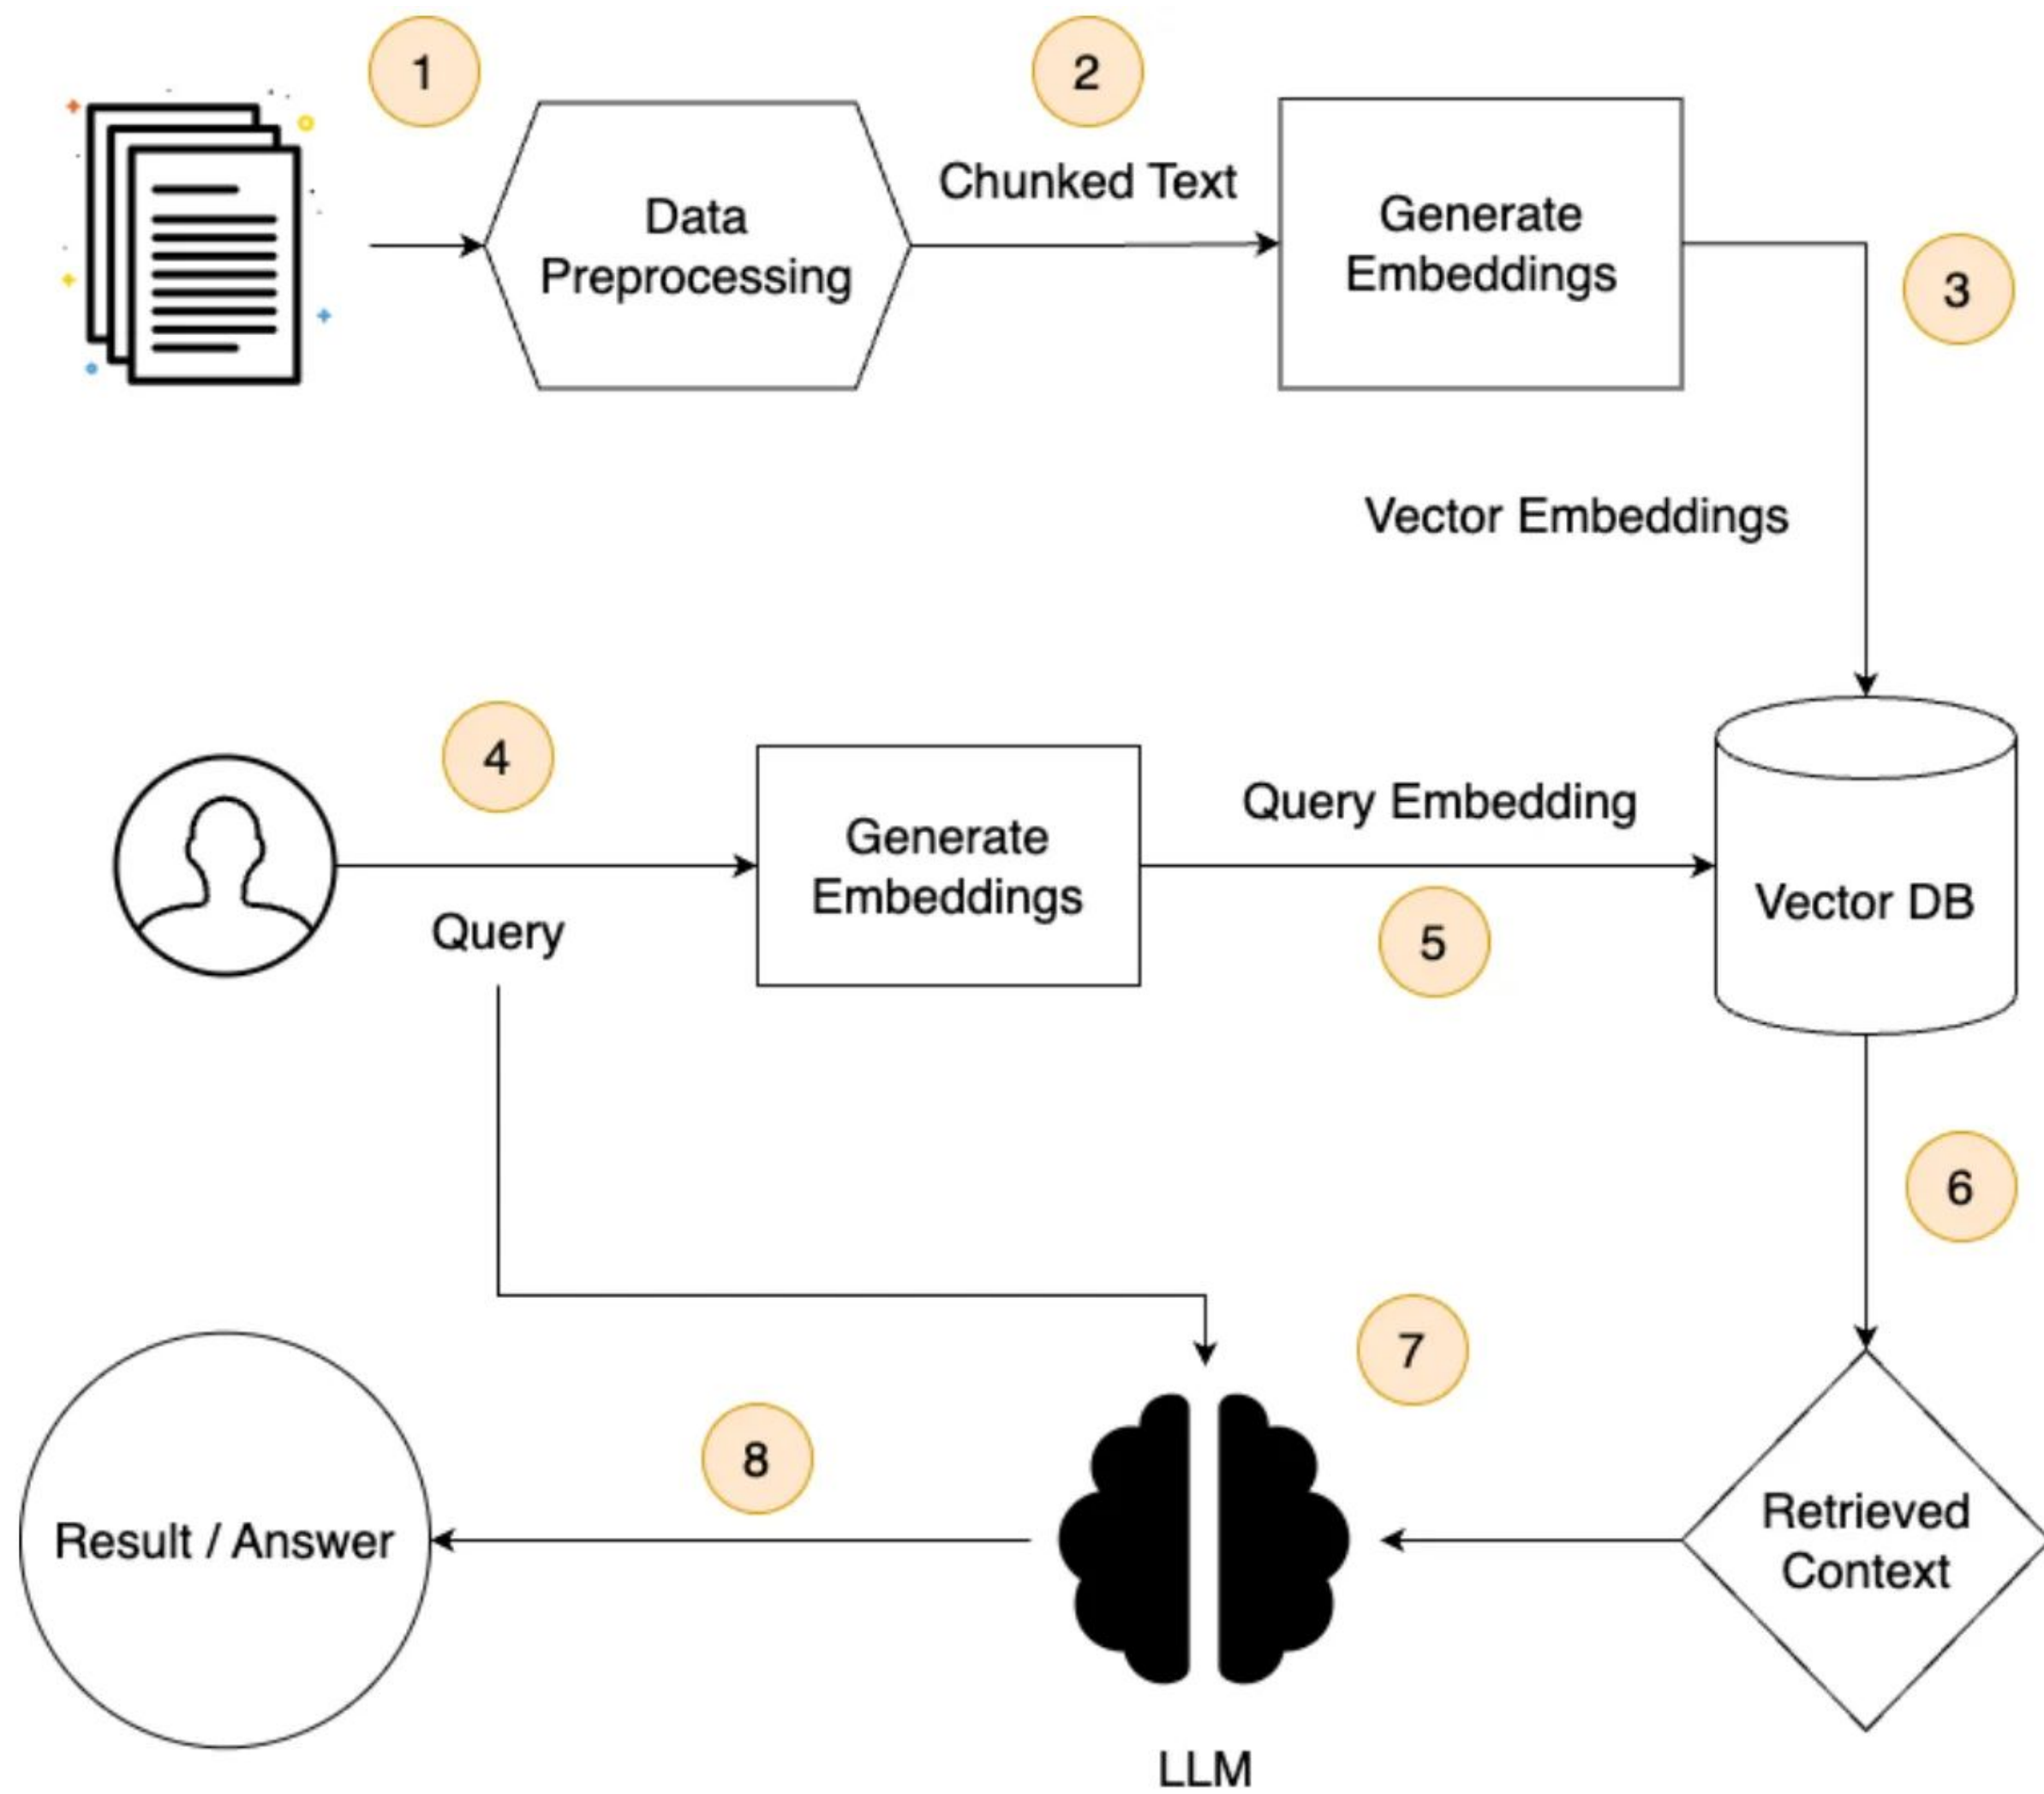 1
2
Data
Preprocessing
Chunked Text
Generate
Embeddings
3
Vector Embeddings
4
Query
Generate
Embeddings
Query Embedding
5
Vector DB
6
7
8
Result / Answer
Retrieved
Context
LLM